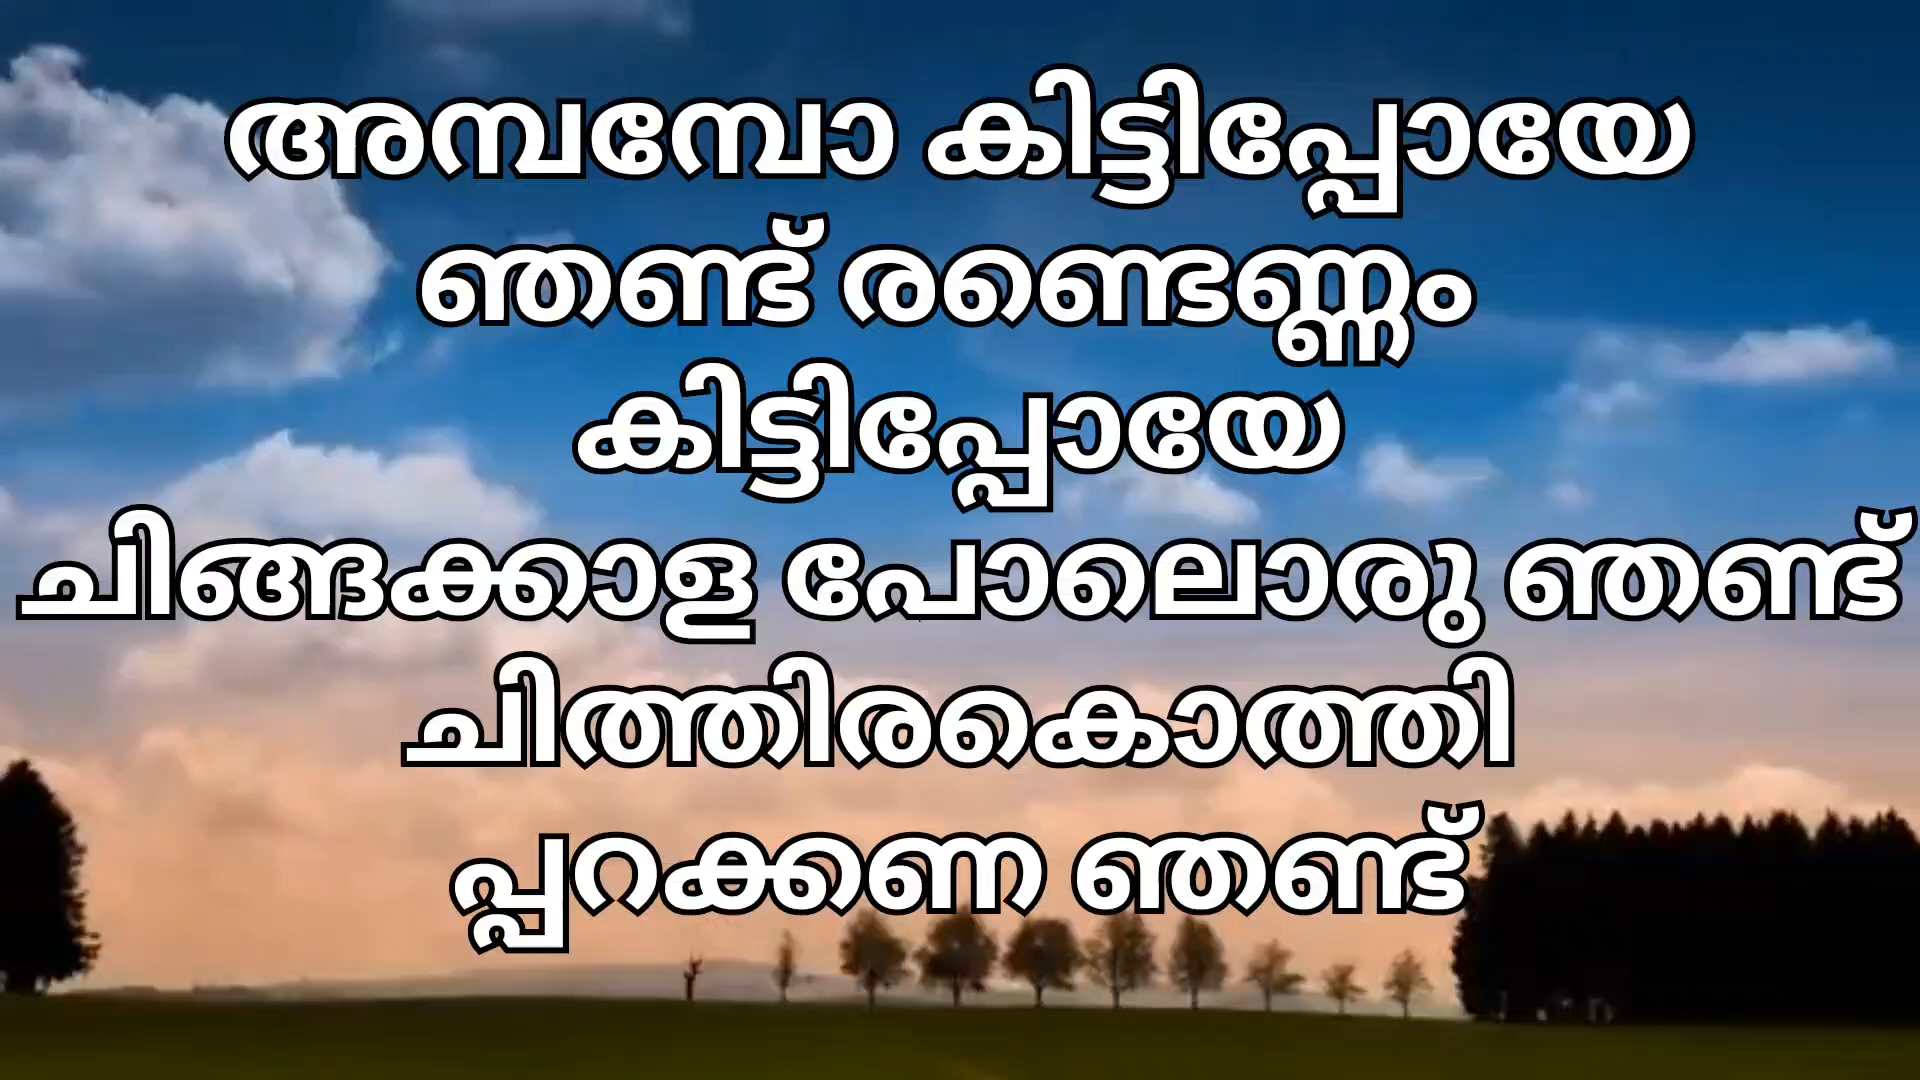 അമ്പമ്പോ കിട്ടിപ്പോയേ
ഞണ്ട് രണ്ടെണ്ണം
കിട്ടിപ്പോയേ
ചിങ്ങക്കാള പോലൊരു ഞണ്ട്
ചിത്തിരകൊത്തി
പ്പറക്കണ ഞണ്ട്